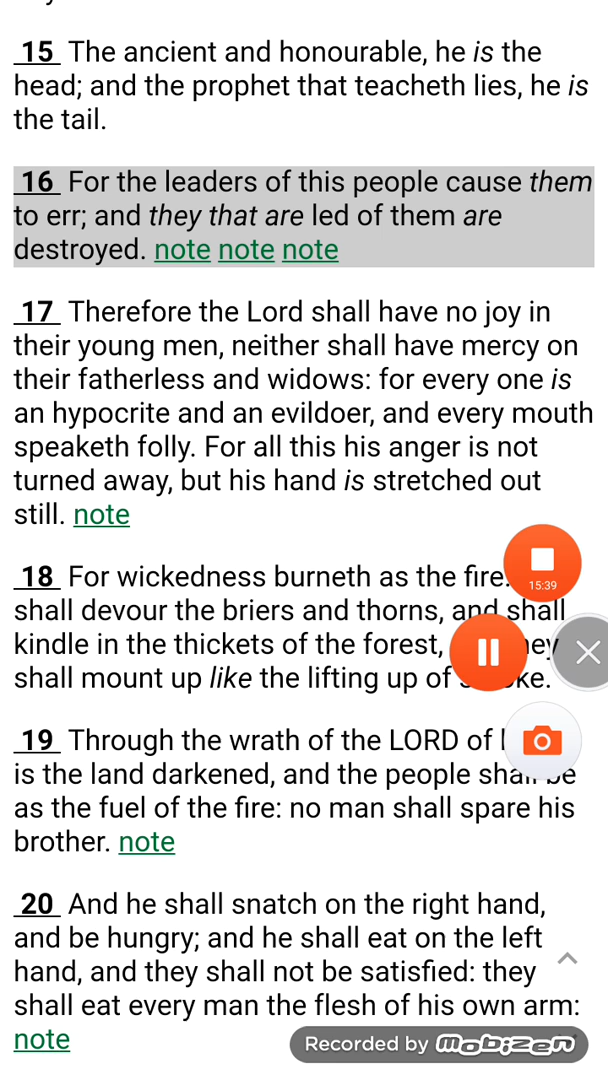 15 The ancient and honourable, he is the
head; and the prophet that teacheth lies, he is
the tail.
16 For the leaders of this people cause them
to err; and they that are led of them are
destroyed. note note note
17 Therefore the Lord shall have no joy in
their young men, neither shall have mercy on
their fatherless and widows: for every one is
an hypocrite and an evildoer, and every mouth
speaketh folly. For all this his anger is not
turned away, but his hand is stretched out
still. note
15:39
18 For wickedness burneth as the fire:
shall devour the briers and thorns, and shall
kindle in the thickets of the forest,
shall mount up like the lifting up of
19 Through the wrath of the LORD of
is the land darkened, and the people shall be
as the fuel of the fire: no man shall spare his
brother. note
20 And he shall snatch on the right hand,
and be hungry; and he shall eat on the left
hand, and they shall not be satisfied: they
shall eat every man the flesh of his own arm:
note
Recorded by mobizen